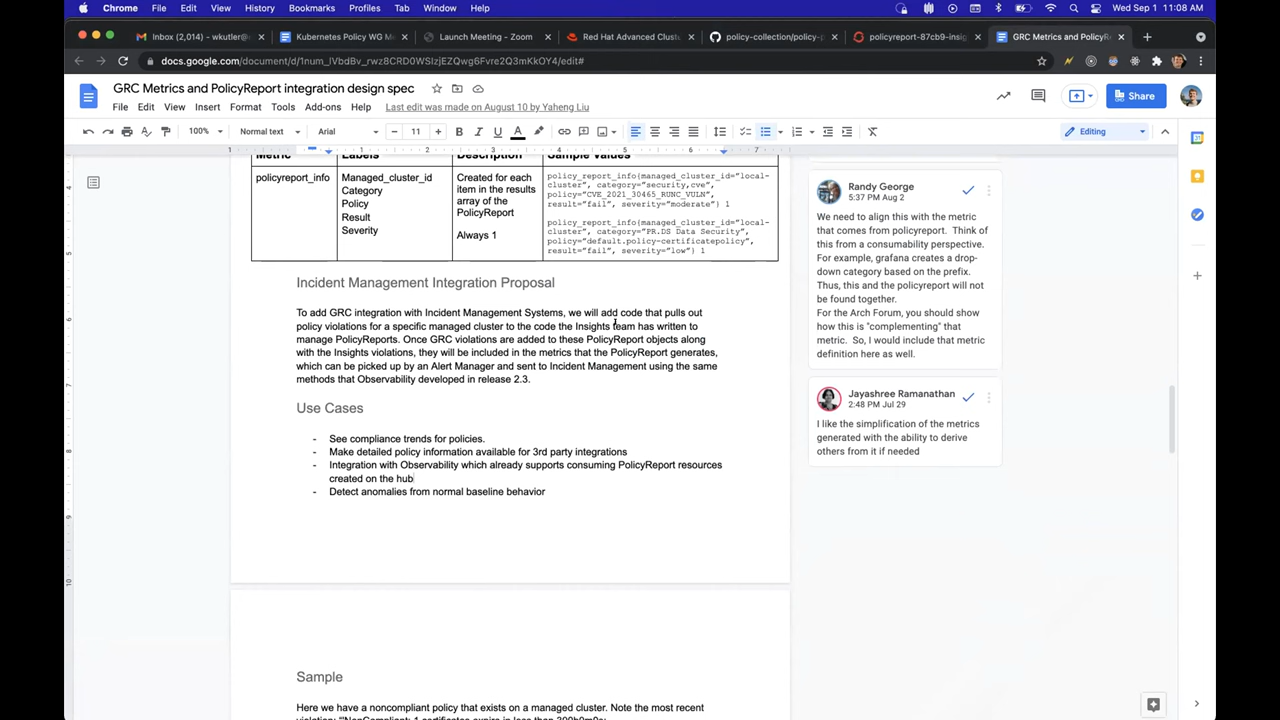 Chrome File Edit View History Bookmarks Profiles Tab Window Help
Wed Sep 1 11:08 AM
Inbox (2,014) – wkutler@
Kubernetes Policy WG Me
Launch Meeting - Zoom
Red Hat Advanced Cluste
policy-collection/policy-p
policyreport-87cb9-insig
GRC Metrics and PolicyRe
GRC Metrics and PolicyReport integration design spec
File Edit View Insert Format Tools Add-ons Help
Last edit was made on August 10 by Yaheng Liu
Share
100% Normal text Arial 11
Editing
Metric Labels Description Sample Values
policyreport_info
Managed_cluster_id
Category
Policy
Result
Severity
Created for each
item in the results
array of the
PolicyReport
Always 1
policy_report_info{managed_cluster_id="local-
cluster", category="security,cve",
policy="CVE_2021_30465_RUNC_VULN",
result="fail", severity="moderate"} 1
policy_report_info{managed_cluster_id="local-
cluster", category="PR.DS Data Security",
policy="default.policy-certificatepolicy",
result="fail", severity="low"} 1
Incident Management Integration Proposal
To add GRC integration with Incident Management Systems, we will add code that pulls out
policy violations for a specific managed cluster to the code the Insights team has written to
manage PolicyReports. Once GRC violations are added to these PolicyReport objects along
with the Insights violations, they will be included in the metrics that the PolicyReport generates,
which can be picked up by an Alert Manager and sent to Incident Management using the same
methods that Observability developed in release 2.3.
Use Cases
- See compliance trends for policies.
- Make detailed policy information available for 3rd party integrations
- Integration with Observability which already supports consuming PolicyReport resources
created on the hub
- Detect anomalies from normal baseline behavior
Sample
Here we have a noncompliant policy that exists on a managed cluster. Note the most recent
Randy George
5:37 PM Aug 2
We need to align this with the metric
that comes from policyreport. Think of
this from a consumability perspective.
For example, grafana creates a drop-
down category based on the prefix.
Thus, this and the policyreport will not
be found together.
For the Arch Forum, you should show
how this is "complementing" that
metric. So, I would include that metric
definition here as well.
Jayashree Ramanathan
2:48 PM Jul 29
I like the simplification of the metrics
generated with the ability to derive
others from it if needed